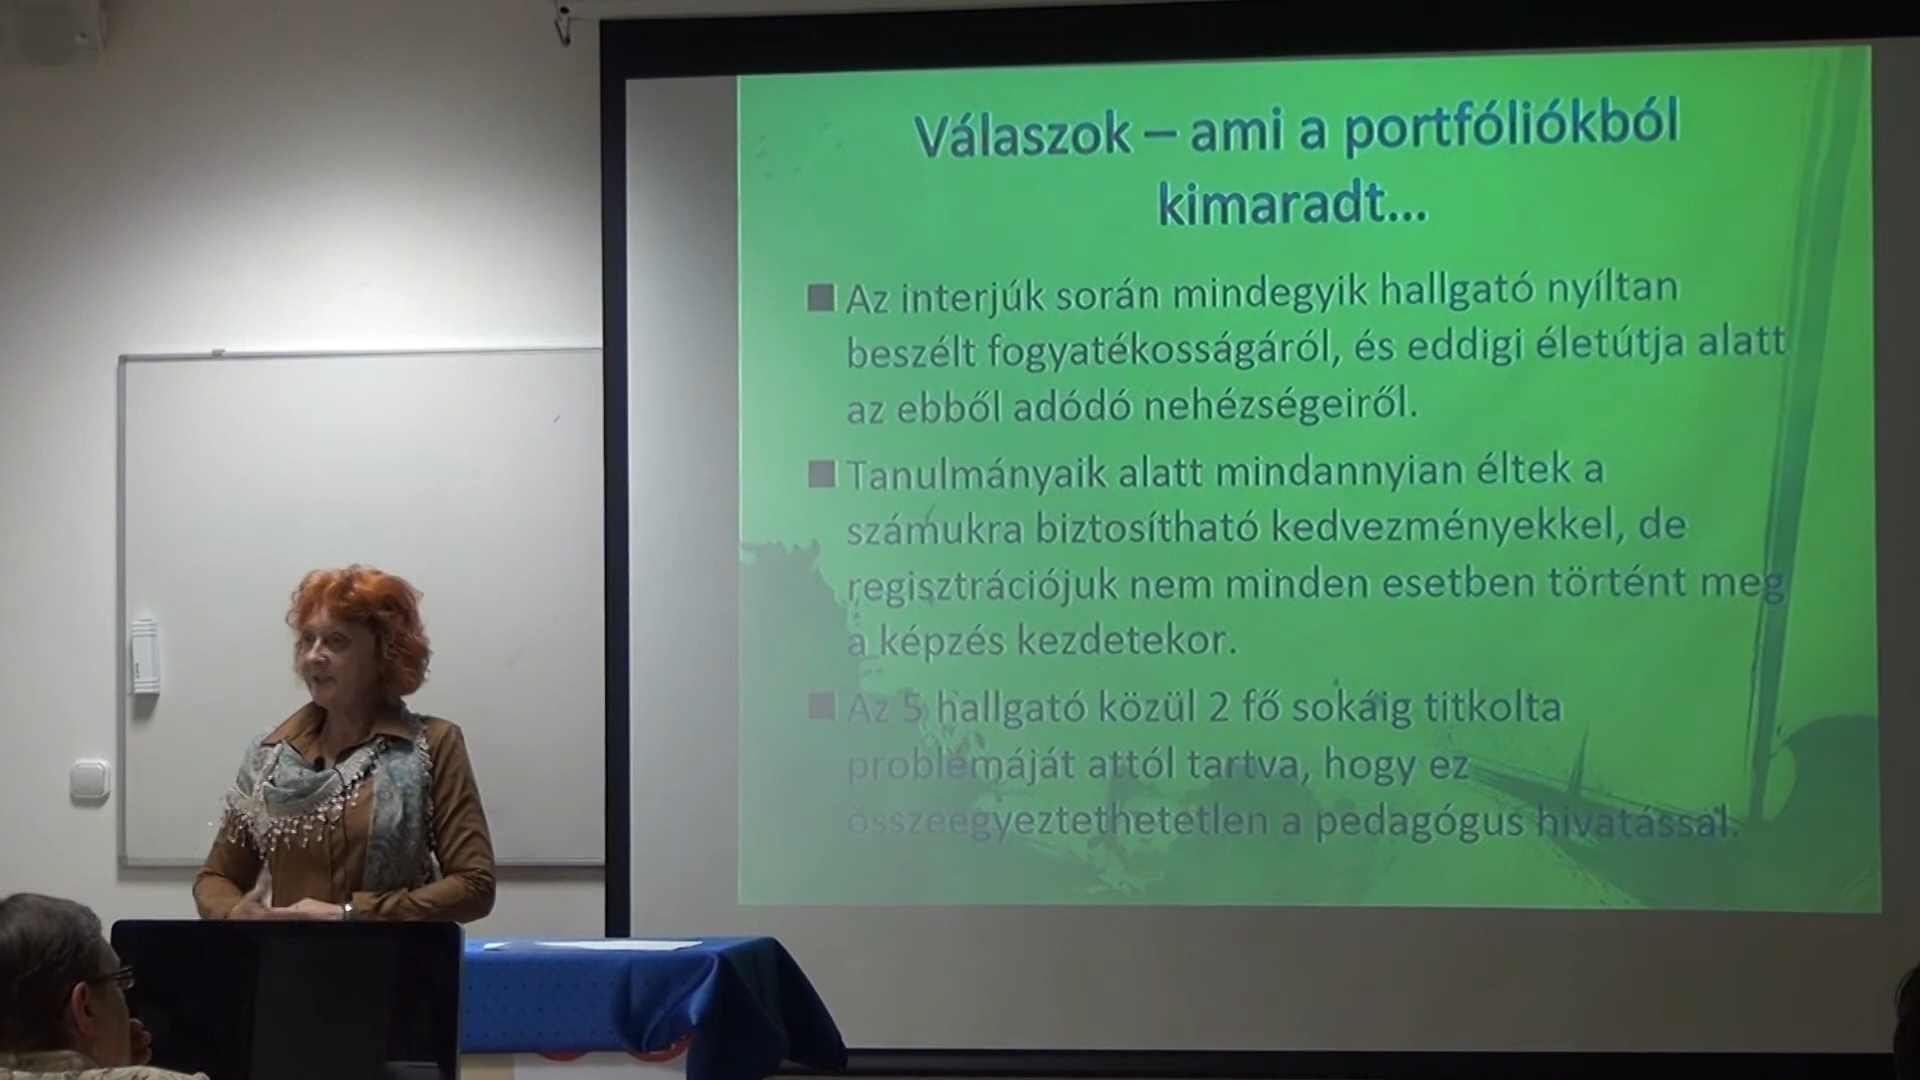 Válaszok – ami a portfóliókból
kimaradt...
Az interjúk során mindegyik hallgató nyíltan
beszélt fogyatékosságáról, és eddigi életútja alatt
az ebből adódó nehézségeiről.
Tanulmányaik alatt mindannyian éltek a
számukra biztosítható kedvezményekkel, de
regisztrációjuk nem minden esetben történt meg
a képzés kezdetekor.
Az 5 hallgató közül 2 fő sokáig titkolta
problémáját attól tartva, hogy ez
összeegyeztethetetlen a pedagógus hivatással.